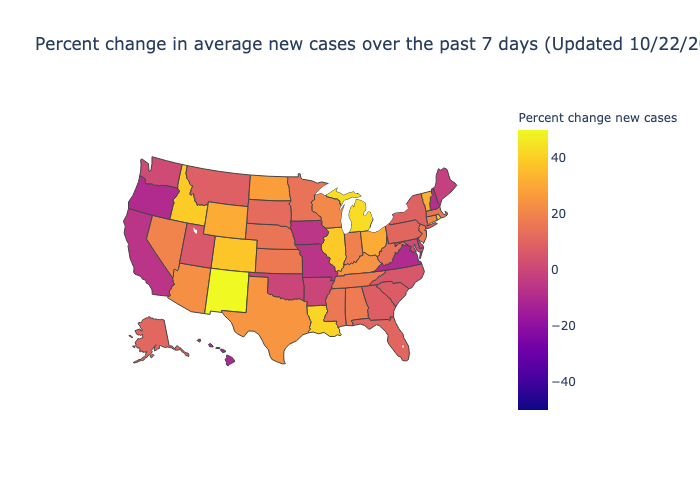 Percent change in average new cases over the past 7 days (Updated 10/22/2
Percent change new cases
40
20
0
−20
−40